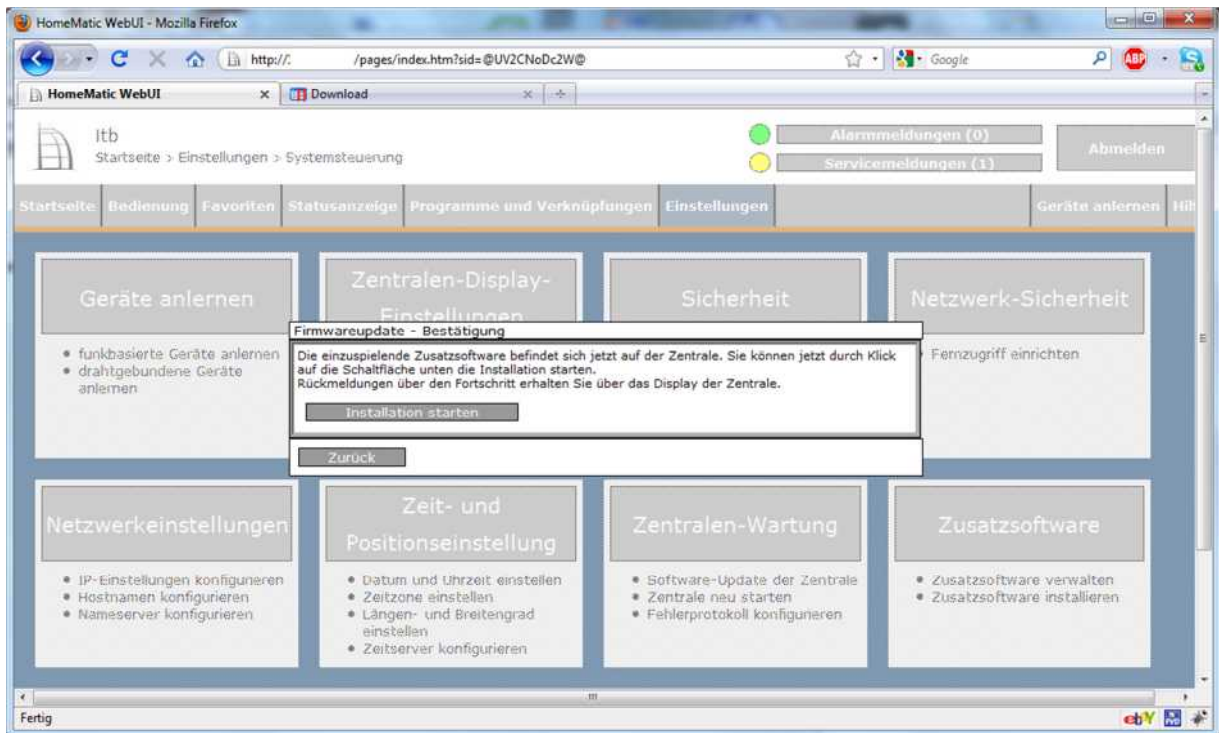 HomeMatic WebUI - Mozilla Firefox
http://. /pages/index.htm?sid=@UV2CNoDc2W@
Google
ABP
HomeMatic WebUI
Download
ltb
Startseite > Einstellungen > Systemsteuerung
Alarmmeldungen (0)
Servicemeldungen (1)
Abmelden
Startseite Bedienung Favoriten Statusanzeige Programme und Verknüpfungen Einstellungen Geräte anlernen
Geräte anlernen
• funkbasierte Geräte anlernen
• drahtgebundene Geräte
anlernen
Zentralen-Display-
Einstellungen
Sicherheit
Netzwerk-Sicherheit
Fernzugriff einrichten
Firmwareupdate - Bestätigung
Die einzuspielende Zusatzsoftware befindet sich jetzt auf der Zentrale. Sie können jetzt durch Klick
auf die Schaltfläche unten die Installation starten.
Rückmeldungen über den Fortschritt erhalten Sie über das Display der Zentrale.
Installation starten
Zurück
Netzwerkeinstellungen
• IP-Einstellungen konfigurieren
• Hostnamen konfigurieren
• Nameserver konfigurieren
Zeit- und
Positionseinstellung
• Datum und Uhrzeit einstellen
• Zeitzone einstellen
• Längen- und Breitengrad
einstellen
• Zeitserver konfigurieren
Zentralen-Wartung
• Software-Update der Zentrale
• Zentrale neu starten
• Fehlerprotokoll konfigurieren
Zusatzsoftware
• Zusatzsoftware verwalten
• Zusatzsoftware installieren
Fertig
ebY